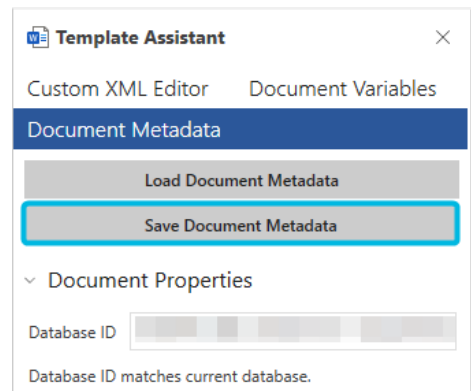 Template Assistant
Custom XML Editor Document Variables
Document Metadata
Load Document Metadata
Save Document Metadata
Document Properties
Database ID
Database ID matches current database.